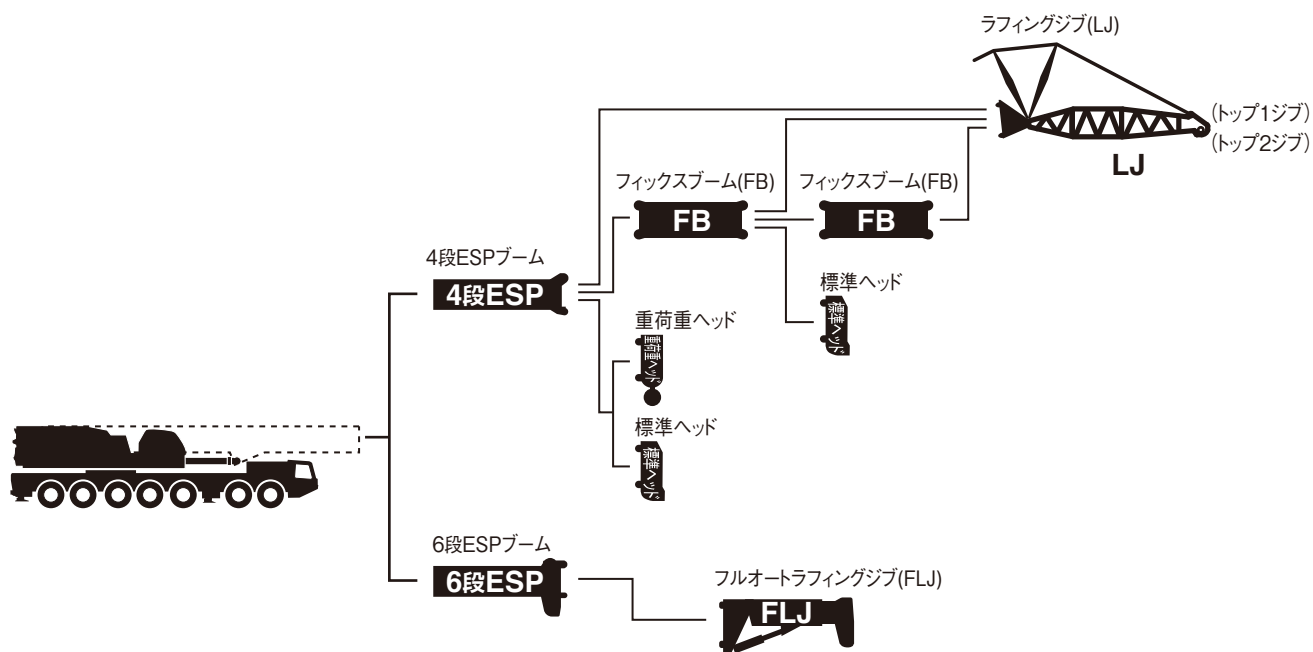 ラフィングジブ(LJ)
(トップ1ジブ)
(トップ2ジブ)
LJ
フィックスブーム(FB)
フィックスブーム(FB)
FB
FB
4段ESPブーム
4段ESP
標準ヘッド
標準ヘッド
重荷重ヘッド
重荷重ヘッド
標準ヘッド
標準ヘッド
6段ESPブーム
6段ESP
フルオートラフィングジブ(FLJ)
FLJ